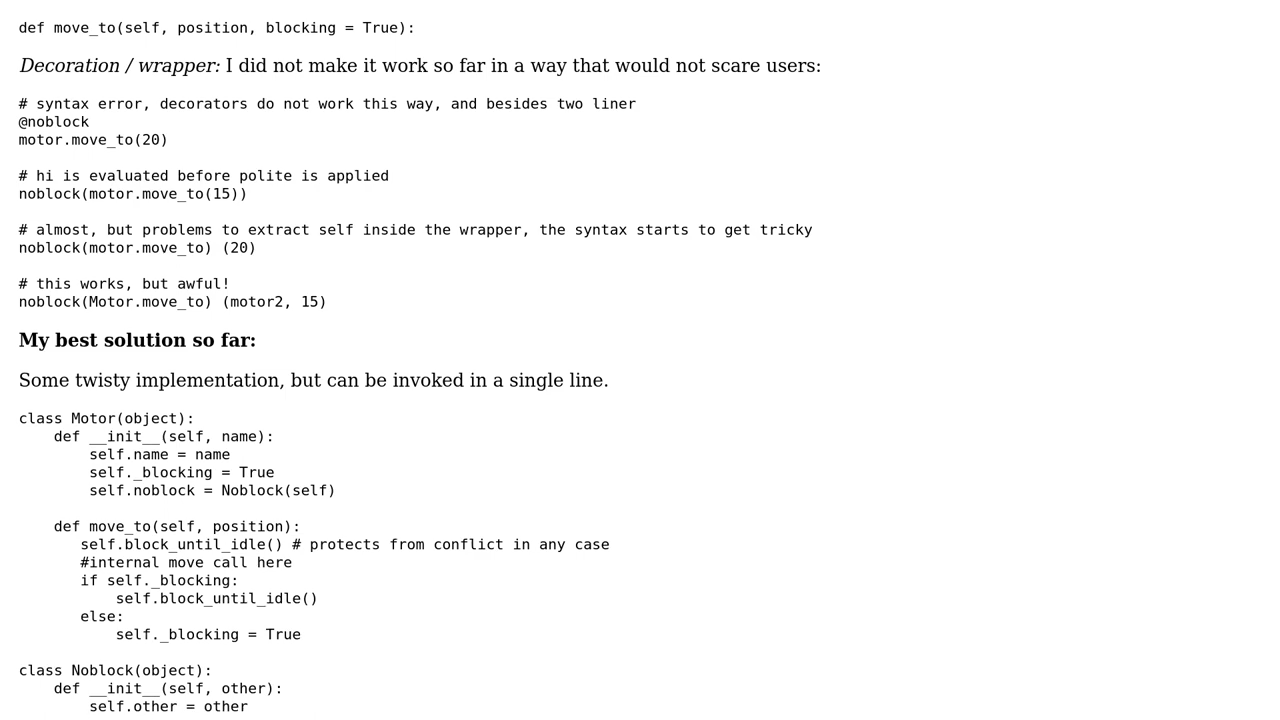 def move_to(self, position, blocking = True):
Decoration / wrapper: I did not make it work so far in a way that would not scare users:
# syntax error, decorators do not work this way, and besides two liner
@noblock
motor.move_to(20)
# hi is evaluated before polite is applied
noblock(motor.move_to(15))
# almost, but problems to extract self inside the wrapper, the syntax starts to get tricky
noblock(motor.move_to) (20)
# this works, but awful!
noblock(Motor.move_to) (motor2, 15)
My best solution so far:
Some twisty implementation, but can be invoked in a single line.
class Motor(object):
    def __init__(self, name):
        self.name = name
        self._blocking = True
        self.noblock = Noblock(self)
    def move_to(self, position):
       self.block_until_idle() # protects from conflict in any case
       #internal move call here
       if self._blocking:
           self.block_until_idle()
       else:
           self._blocking = True
class Noblock(object):
    def __init__(self, other):
        self.other = other